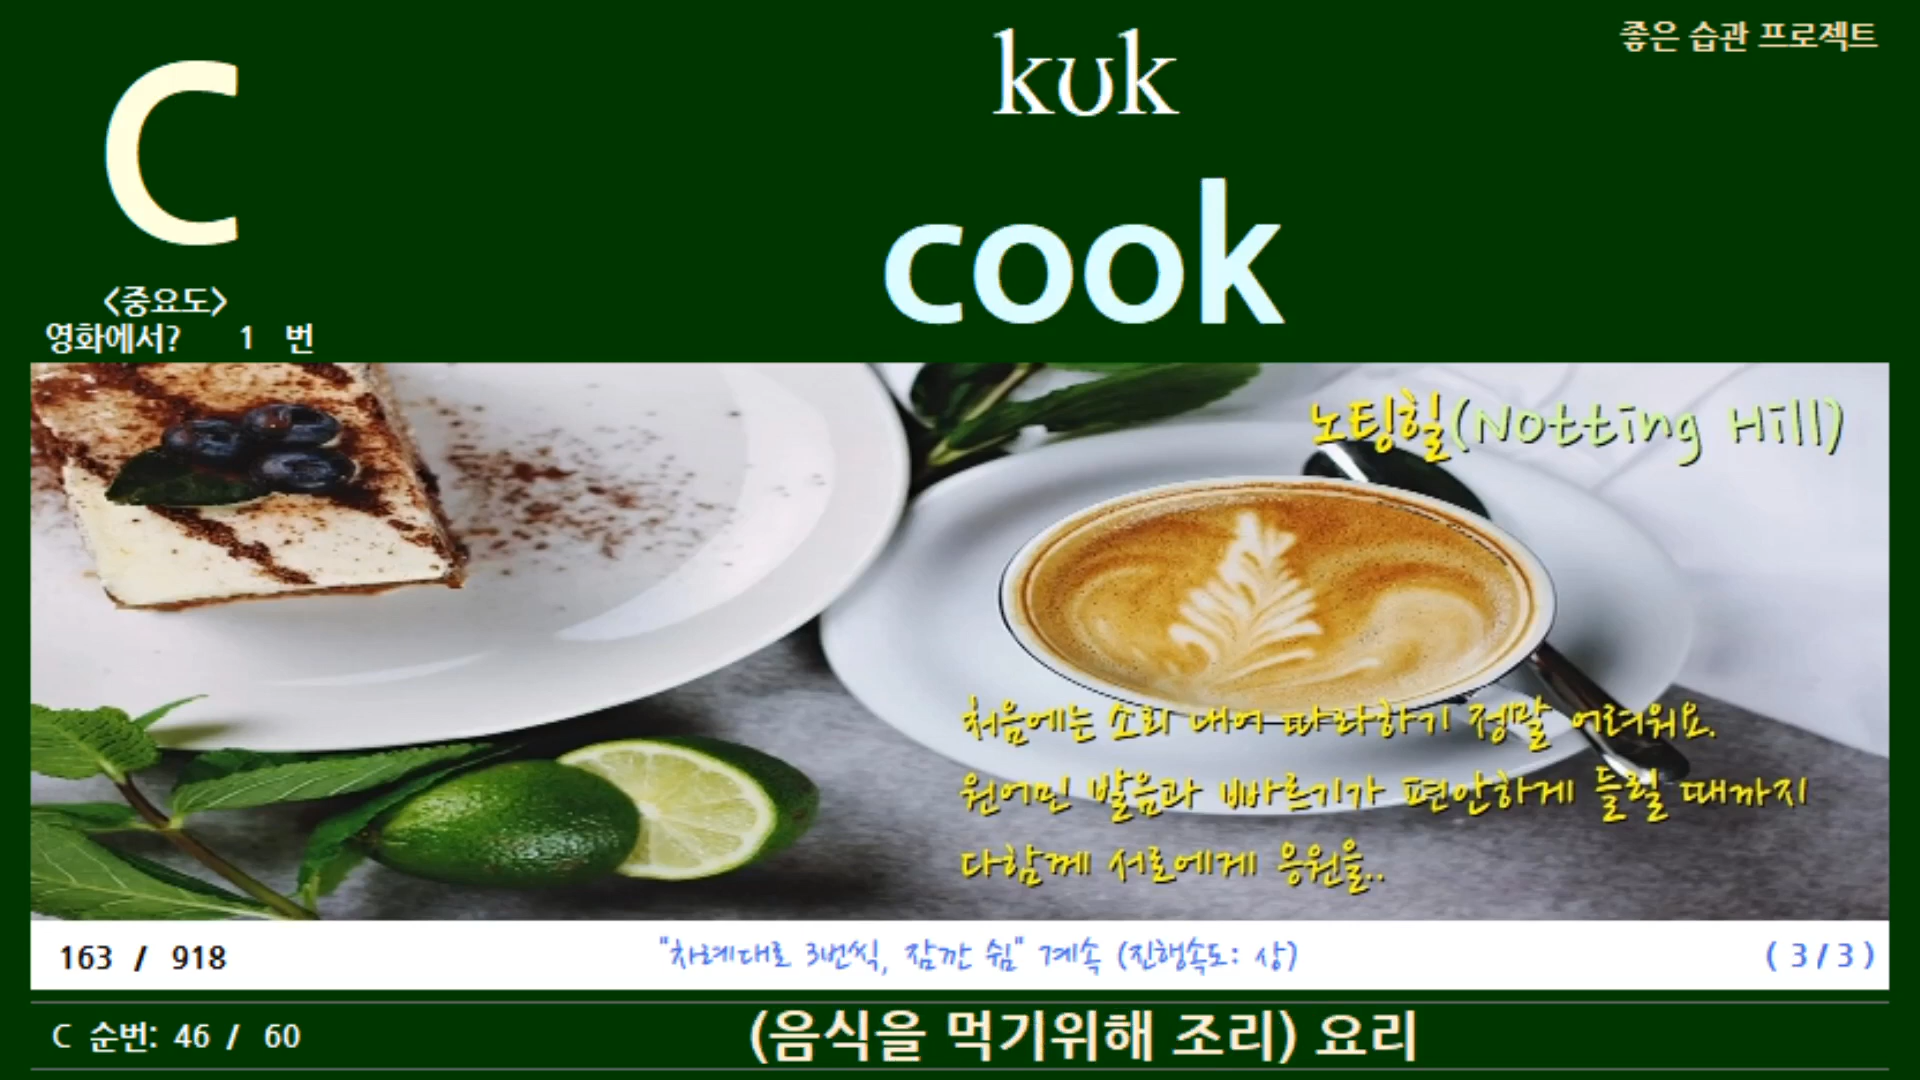 좋은 습관 프로젝트
C
kʊk
cook
<중요도>
영화에서? 1 번
노팅힐(Notting Hill)
처음에는 소리 내어 따라하기 정말 어려워요.
원어민 발음과 빠르기가 편안하게 들릴 때까지
다함께 서로에게 응원을..
163 / 918
"차례대로 3번씩, 잠깐 쉼" 계속 (진행속도: 상)
( 3 / 3 )
C 순번: 46 / 60
(음식을 먹기위해 조리) 요리